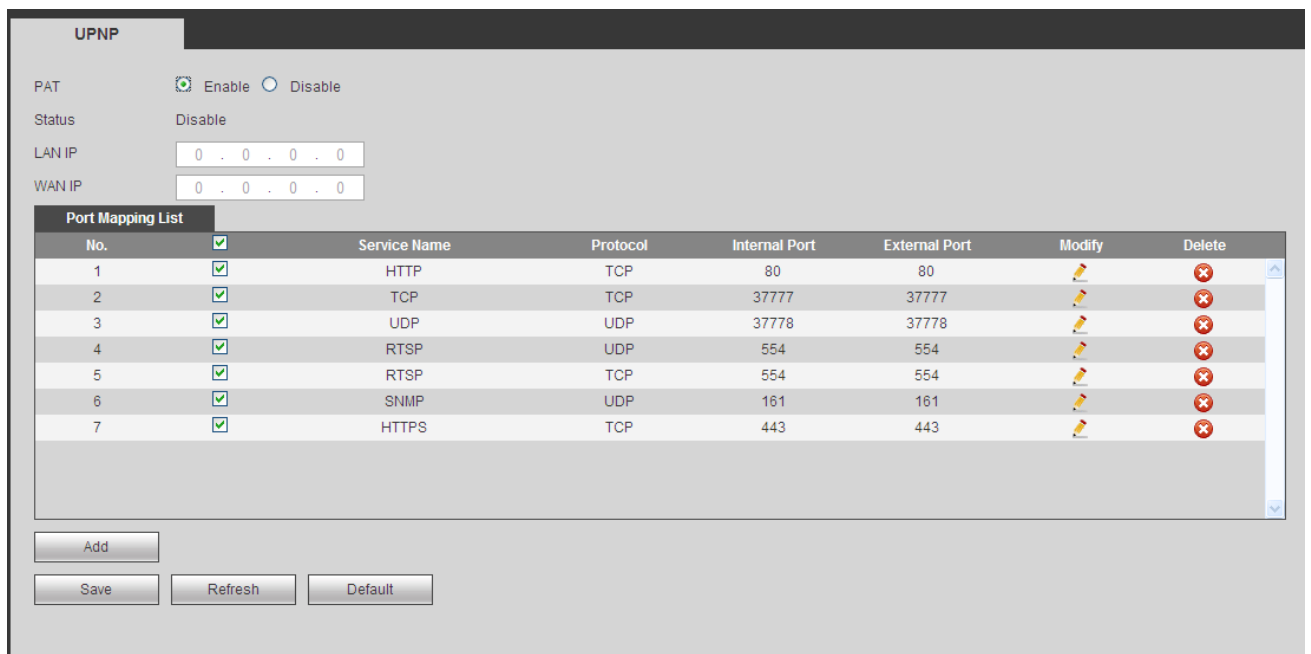 UPNP
PAT Enable Disable
Status Disable
LAN IP 0 . 0 . 0 . 0
WAN IP 0 . 0 . 0 . 0
Port Mapping List
No. Service Name Protocol Internal Port External Port Modify Delete
1 HTTP TCP 80 80
2 TCP TCP 37777 37777
3 UDP UDP 37778 37778
4 RTSP UDP 554 554
5 RTSP TCP 554 554
6 SNMP UDP 161 161
7 HTTPS TCP 443 443
Add
Save Refresh Default